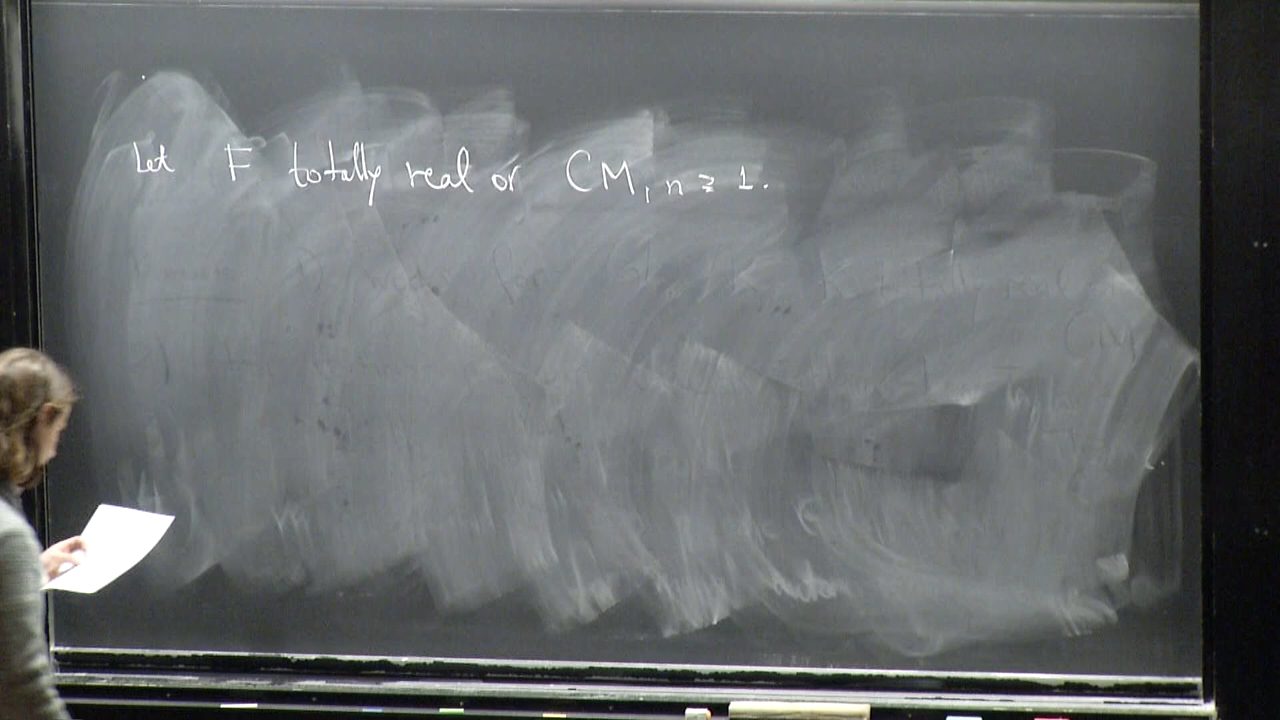 Let F totally real or CM, n ≥ 1.